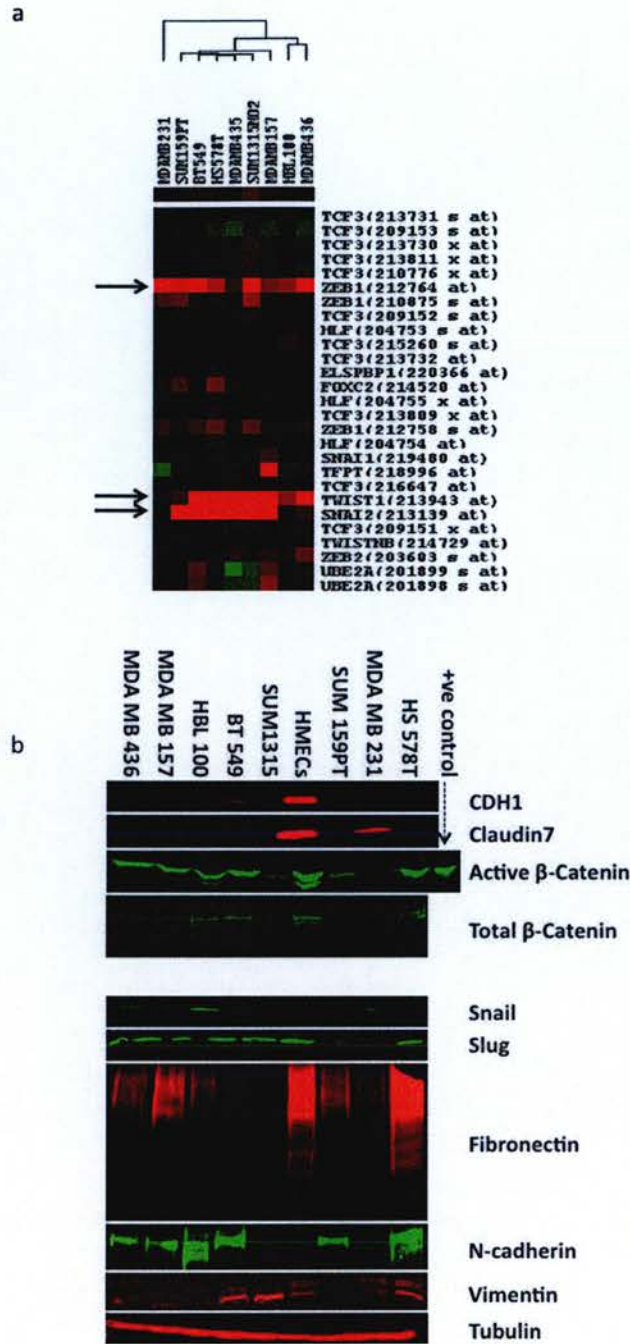 a
MDAMB231
SUM159PT
BT549
HS578T
MDAMB435
SUM1315MO2
MDAMB157
HBL100
MDAMB436
TCF3(213731 s at)
TCF3(209153 s at)
TCF3(213730 x at)
TCF3(213811 x at)
TCF3(210776 x at)
ZEB1(212764 at)
ZEB1(210875 s at)
TCF3(209152 s at)
HLF(204753 s at)
TCF3(215260 s at)
TCF3(213732 at)
ELSPBP1(220366 at)
FOXC2(214520 at)
HLF(204755 x at)
TCF3(213809 x at)
ZEB1(212758 s at)
HLF(204754 at)
SNAI1(219480 at)
TFPT(218996 at)
TCF3(216647 at)
TWIST1(213943 at)
SNAI2(213139 at)
TCF3(209151 x at)
TWISTNB(214729 at)
ZEB2(203603 s at)
UBE2A(201899 s at)
UBE2A(201898 s at)
b
MDA MB 436
MDA MB 157
HBL 100
BT 549
SUM1315
HMECs
SUM 159PT
MDA MB 231
HS 578T
+ve control
CDH1
Claudin7
Active β-Catenin
Total β-Catenin
Snail
Slug
Fibronectin
N-cadherin
Vimentin
Tubulin